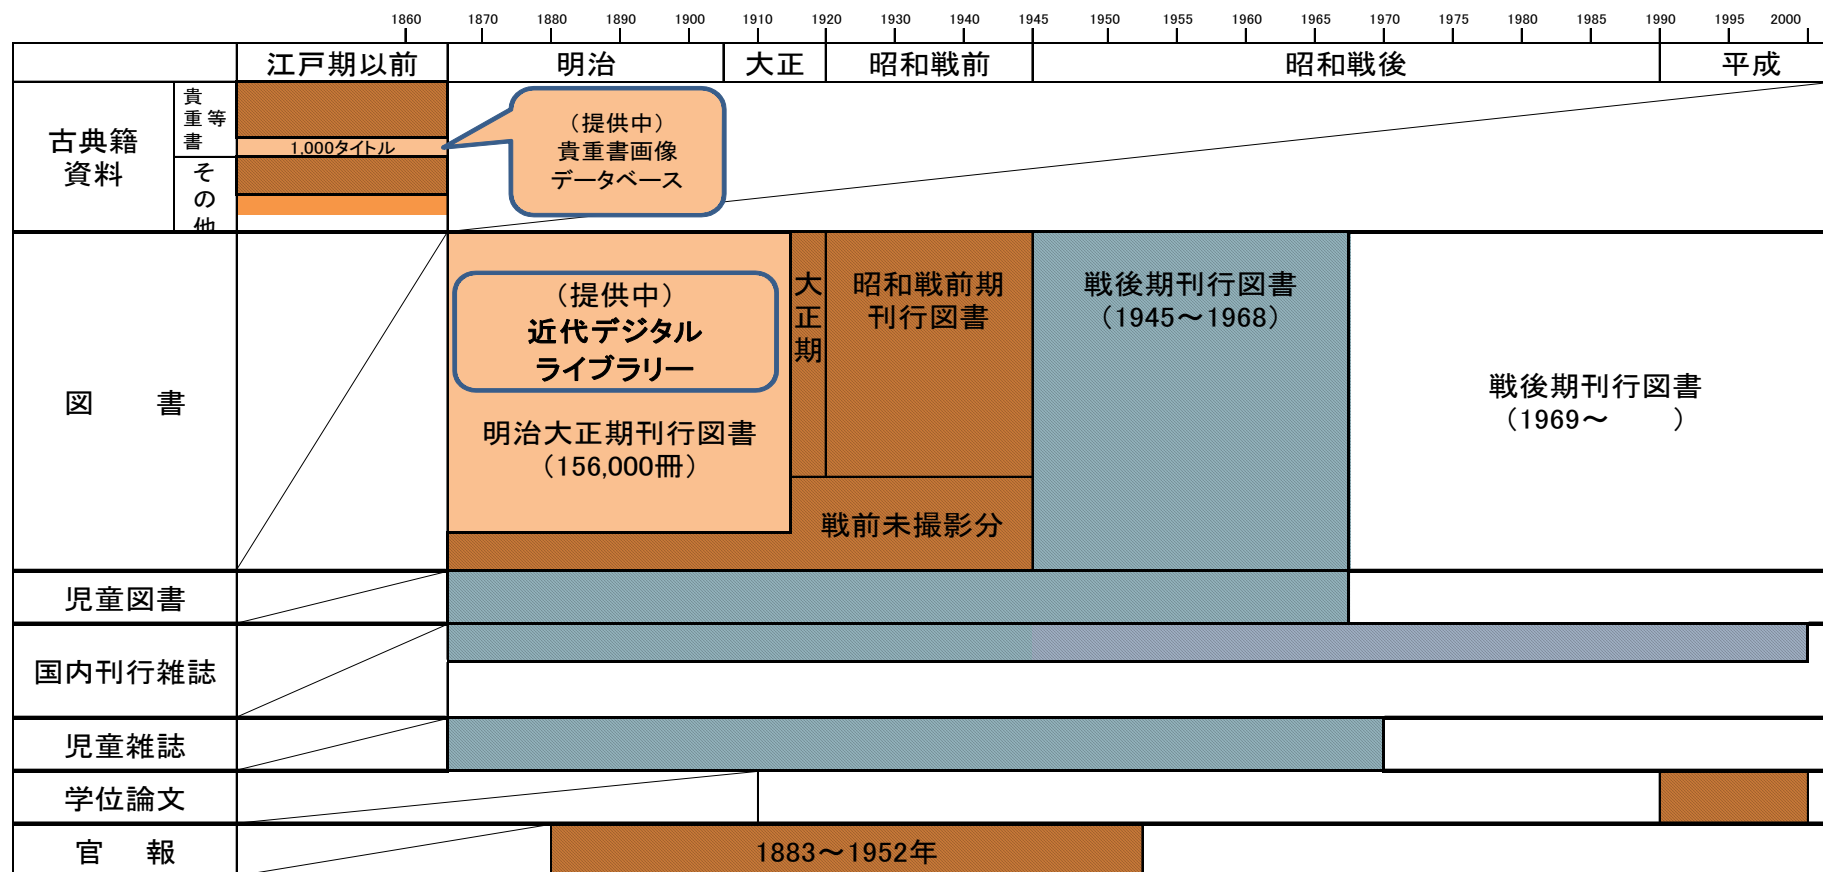 1860 1870 1880 1890 1900 1910 1920 1930 1940 1945 1950 1955 1960 1965 1970 1975 1980 1985 1990 1995 2000
江戸期以前 明治 大正 昭和戦前 昭和戦後 平成
古典籍
資料
貴
重等
書
1,000タイトル
そ
の
他
（提供中）
貴重書画像
データベース
図 書
（提供中）
近代デジタル
ライブラリー
明治大正期刊行図書
（156,000冊）
大
正
期
昭和戦前期
刊行図書
戦前未撮影分
戦後期刊行図書
（1945～1968）
戦後期刊行図書
（1969～ ）
児童図書
国内刊行雑誌
児童雑誌
学位論文
官 報
1883～1952年